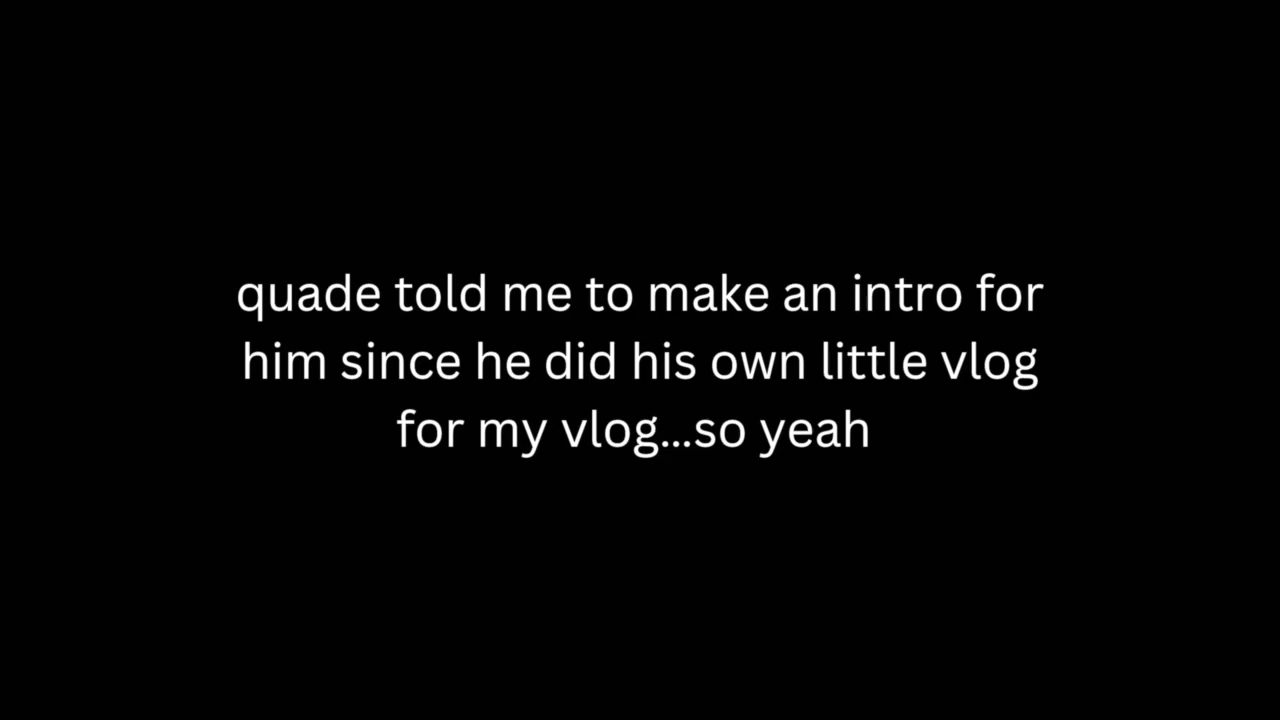 quade told me to make an intro for
him since he did his own little vlog
for my vlog...so yeah